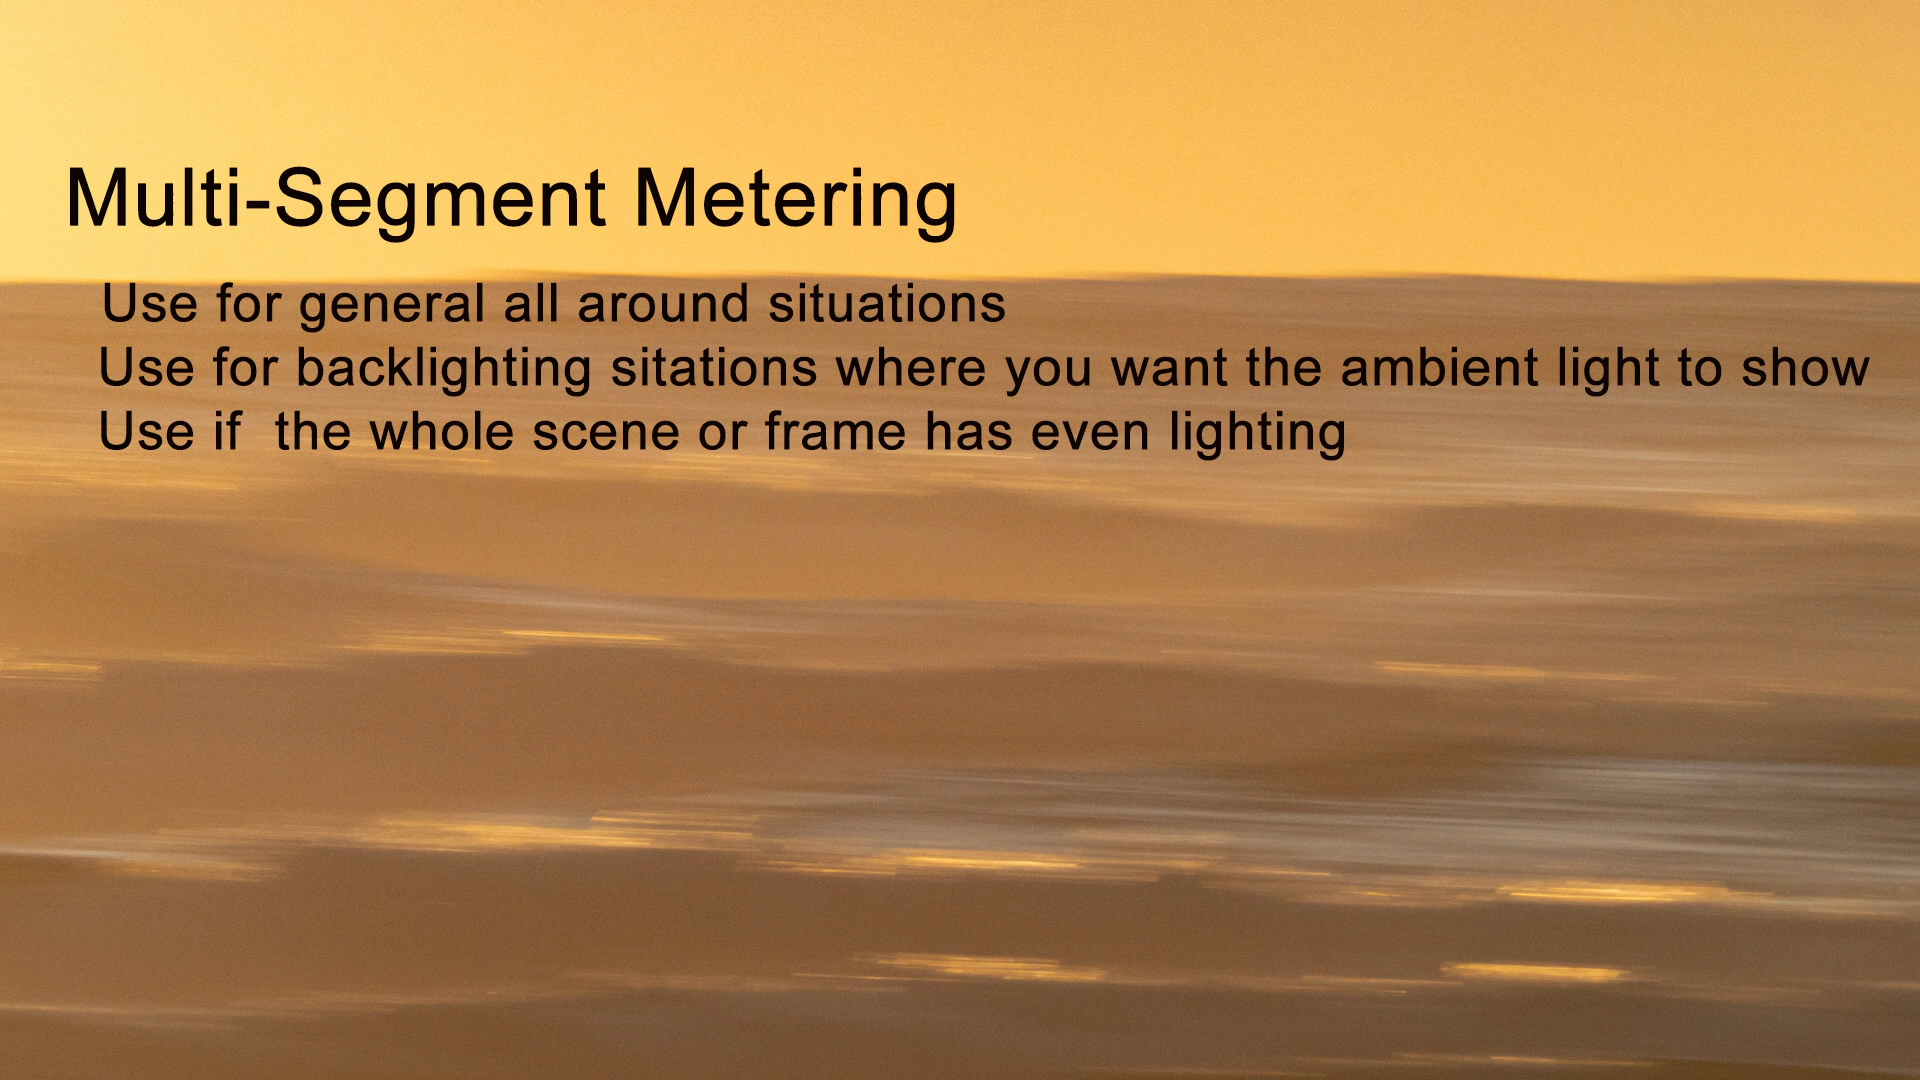 Multi-Segment Metering
Use for general all around situations
Use for backlighting sitations where you want the ambient light to show
Use if  the whole scene or frame has even lighting